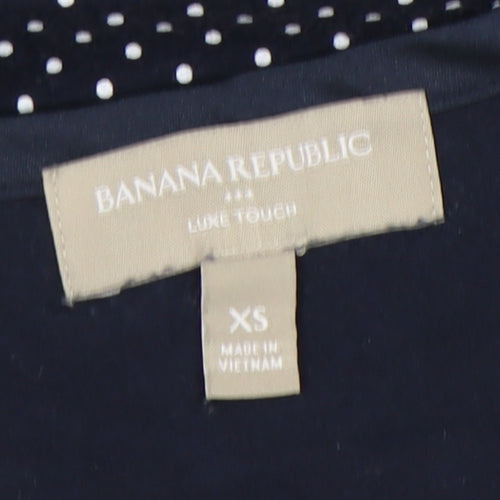 BANANA REPUBLIC
LUXE TOUCH
XS
MADE IN
VIETNAM